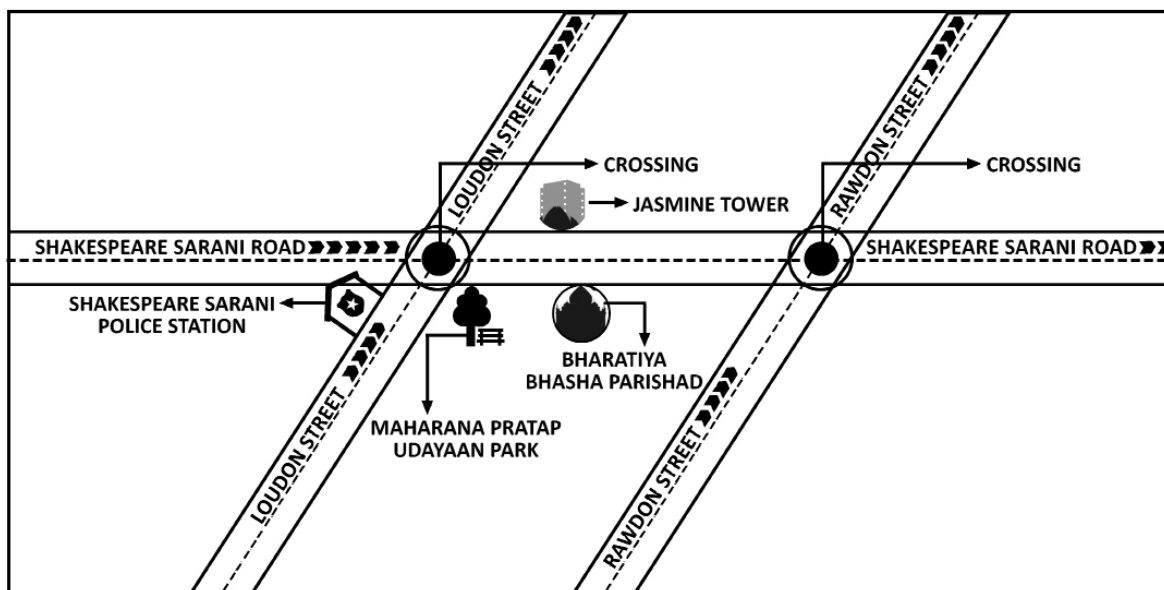 LOUDON STREET
RAWDON STREET
CROSSING
CROSSING
JASMINE TOWER
SHAKESPEARE SARANI ROAD
SHAKESPEARE SARANI ROAD
SHAKESPEARE SARANI
POLICE STATION
BHARATIYA
BHASHA PARISHAD
MAHARANA PRATAP
UDAYAAN PARK
LOUDON STREET
RAWDON STREET